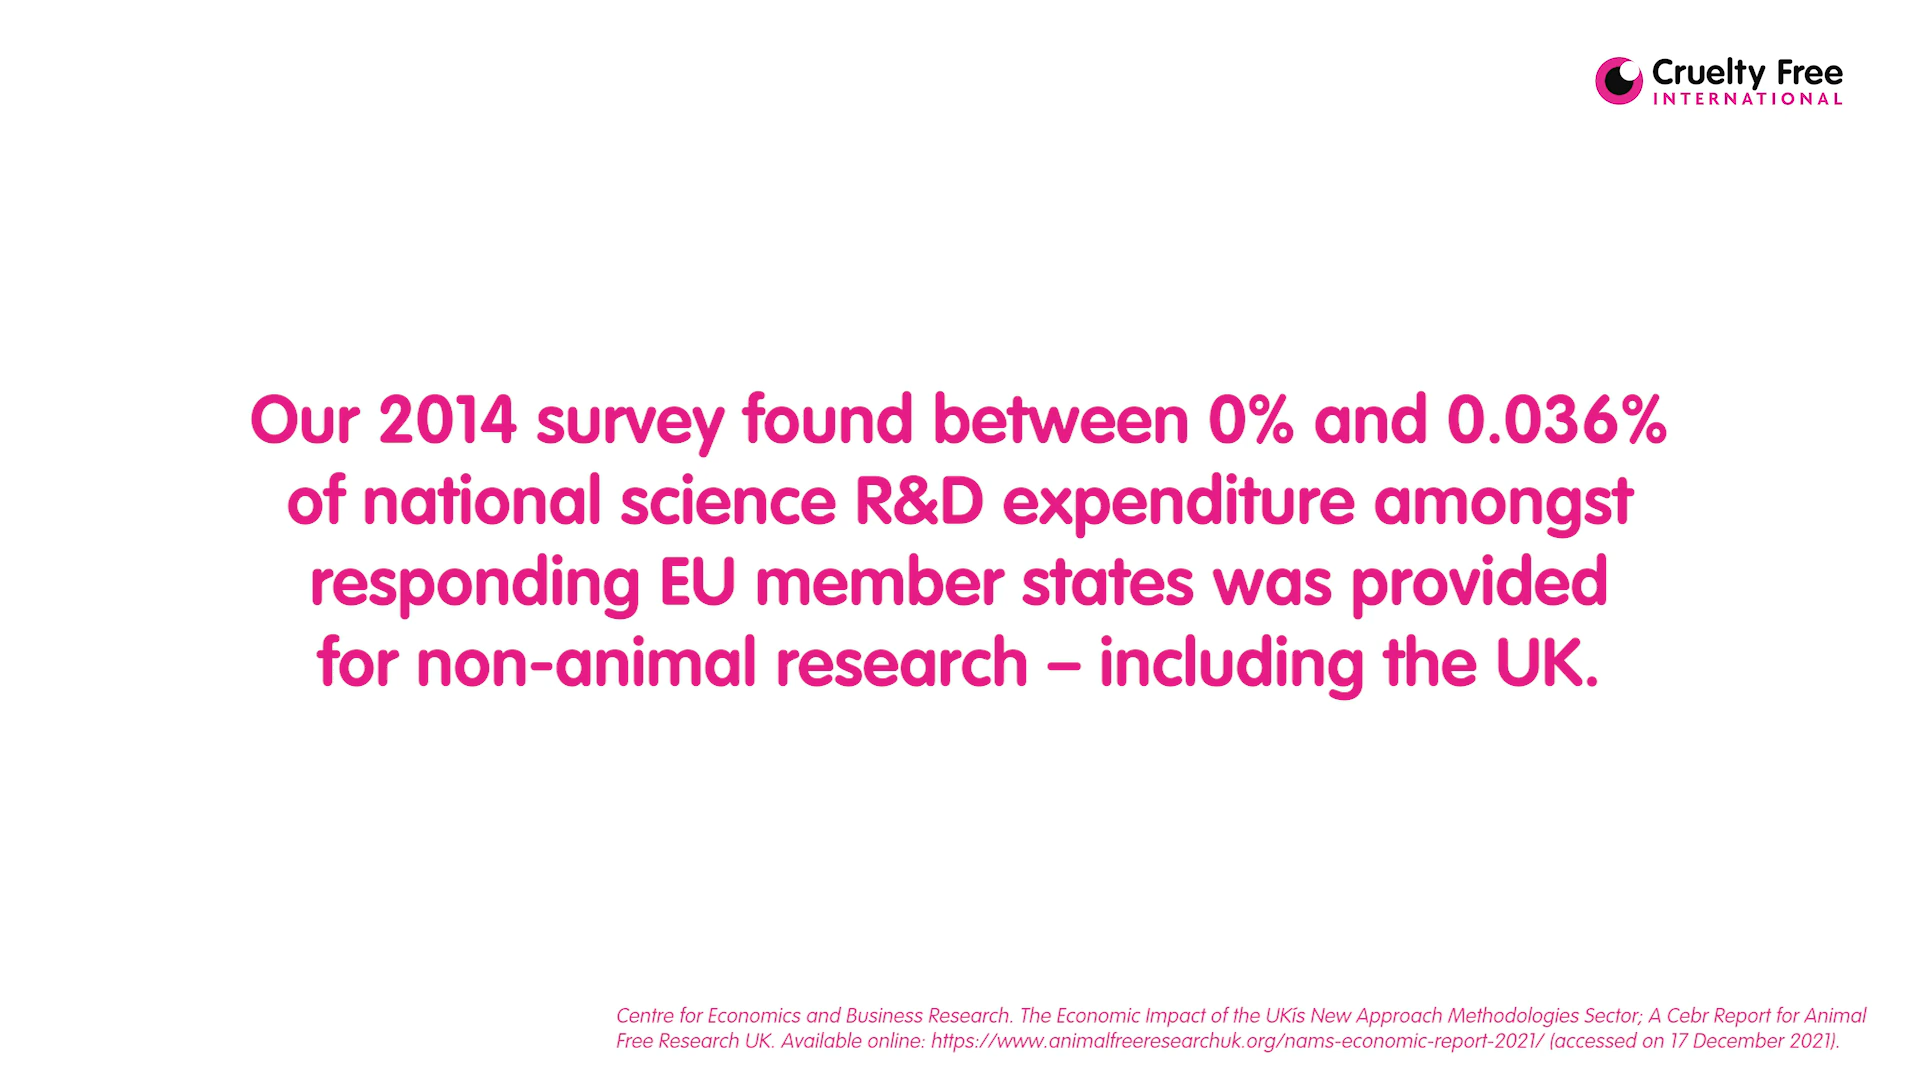 Cruelty Free
INTERNATIONAL
Our 2014 survey found between 0% and 0.036%
of national science R&D expenditure amongst
responding EU member states was provided
for non-animal research – including the UK.
Centre for Economics and Business Research. The Economic Impact of the UKís New Approach Methodologies Sector; A Cebr Report for Animal
Free Research UK. Available online: https://www.animalfreeresearchuk.org/nams-economic-report-2021/ (accessed on 17 December 2021).